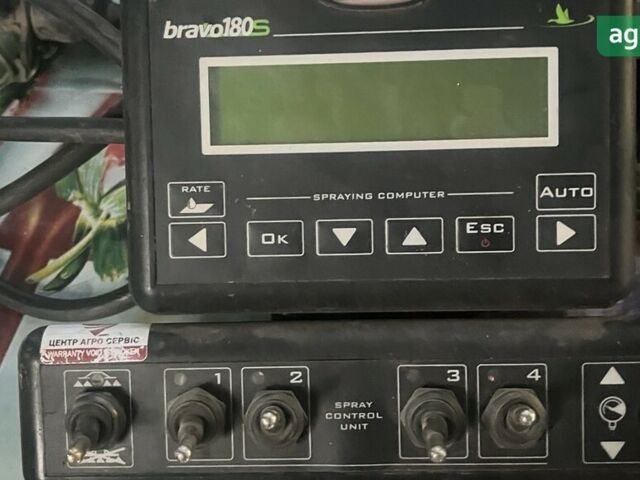 bravo180S
ag
RATE
SPRAYING COMPUTER
AUTO
OK
ESC
ЦЕНТР АГРО СЕРВІС
WARRANTY VOID
1
2
3
4
SPRAY
CONTROL
UNIT